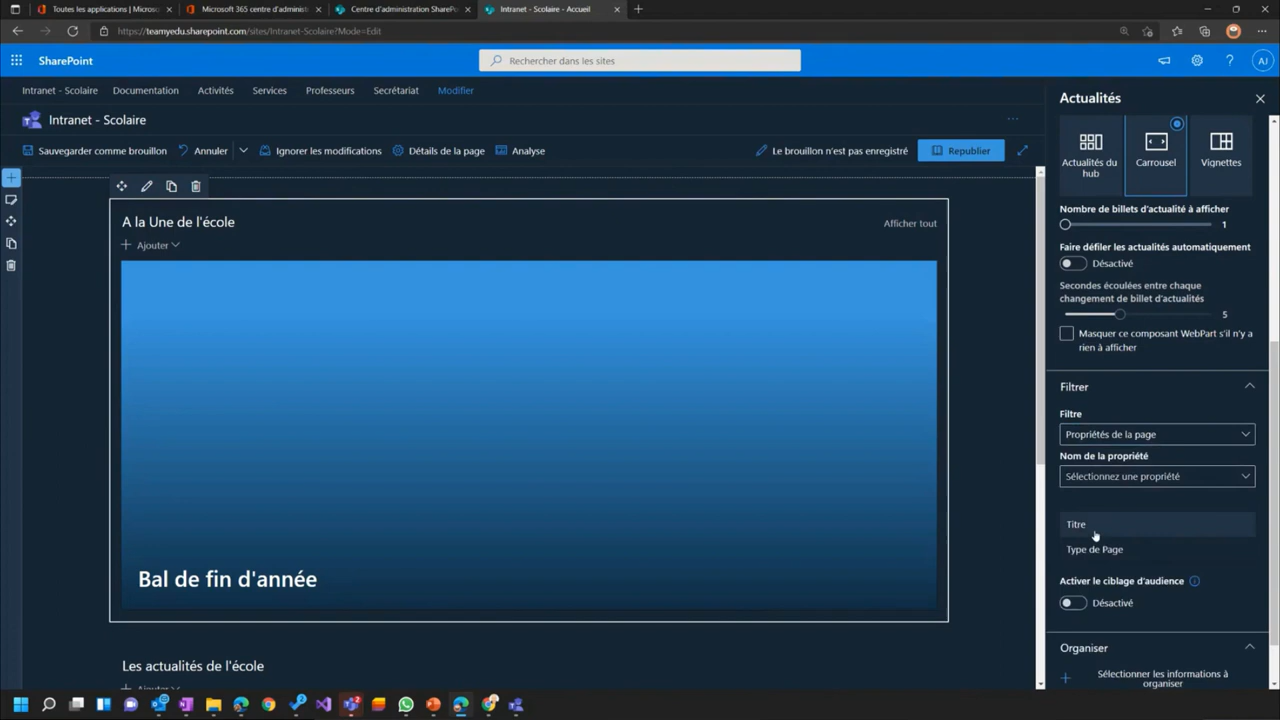 Toutes les applications | Microso
Microsoft 365 centre d'administ
Centre d'administration SharePo
Intranet - Scolaire - Accueil
https://teamyedu.sharepoint.com/sites/Intranet-Scolaire?Mode=Edit
SharePoint
Rechercher dans les sites
AJ
Intranet - Scolaire
Documentation
Activités
Services
Professeurs
Secrétariat
Modifier
Intranet - Scolaire
Sauvegarder comme brouillon
Annuler
Ignorer les modifications
Détails de la page
Analyse
Le brouillon n'est pas enregistré
Republier
A la Une de l'école
Afficher tout
Ajouter
Bal de fin d'année
Les actualités de l'école
Ajouter
Actualités
Actualités du
hub
Carrousel
Vignettes
Nombre de billets d'actualité à afficher
1
Faire défiler les actualités automatiquement
Désactivé
Secondes écoulées entre chaque
changement de billet d'actualités
5
Masquer ce composant WebPart s'il n'y a
rien à afficher
Filtrer
Filtre
Propriétés de la page
Nom de la propriété
Sélectionnez une propriété
Titre
Type de Page
Activer le ciblage d'audience
Désactivé
Organiser
Sélectionner les informations à
organiser